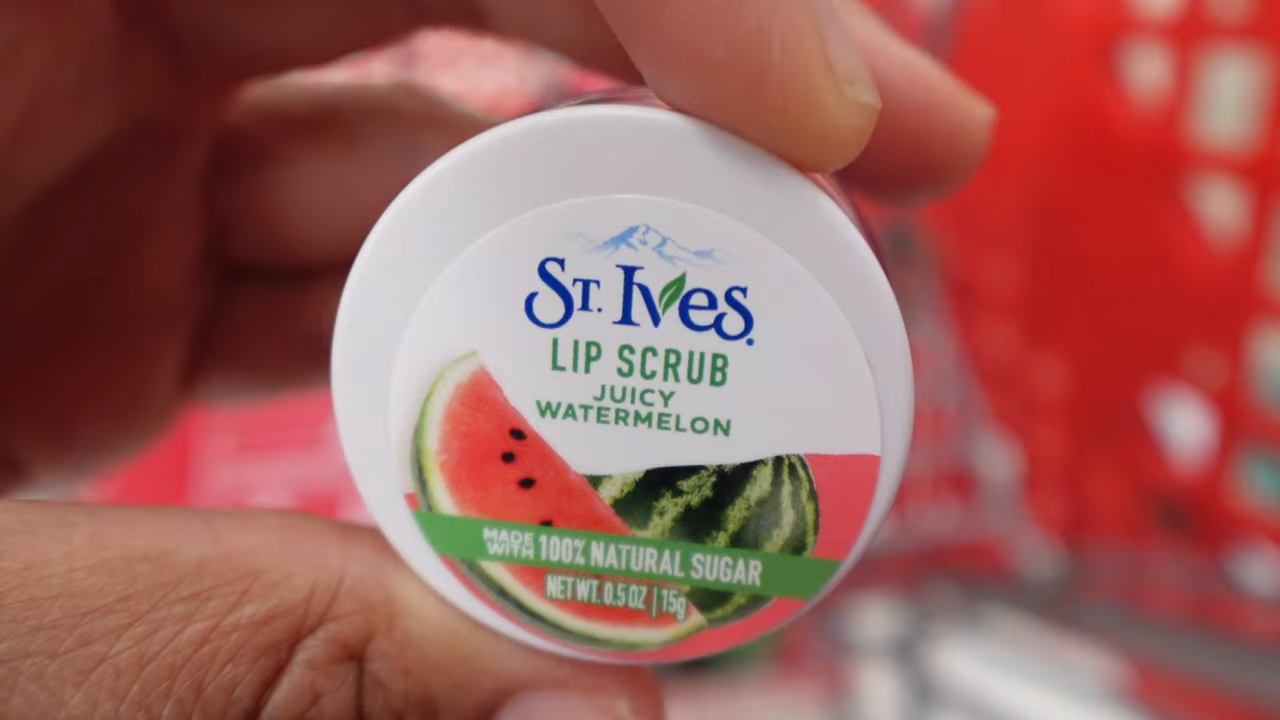 ST. IVES
LIP SCRUB
JUICY
WATERMELON
MADE WITH 100% NATURAL SUGAR
NET WT. 0.5 OZ | 15g